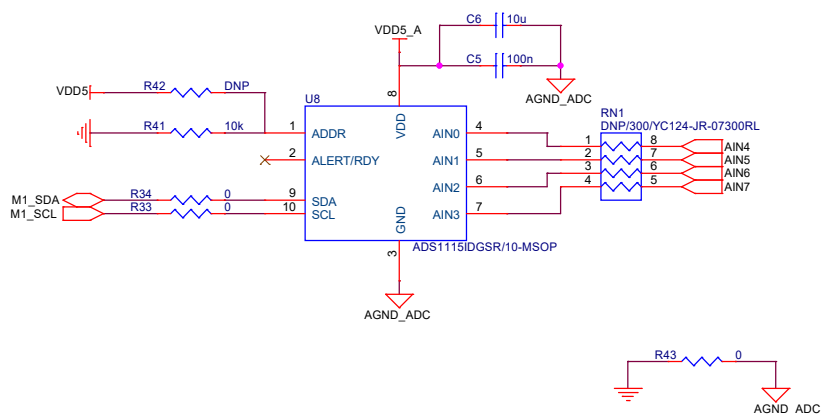 C6 10u
VDD5_A
C5 100n
R42 DNP
VDD5
U8
AGND_ADC
8
RN1
DNP/300/YC124-JR-07300RL
R41 10k
1 ADDR
VDD
AIN0 4
1 8 AIN4
2 ALERT/RDY
AIN1 5
2 7 AIN5
3 6 AIN6
AIN2 6
4 5 AIN7
M1_SDA R34 0 9 SDA
M1_SCL R33 0 10 SCL
AIN3 7
GND
3
ADS1115IDGSR/10-MSOP
AGND_ADC
R43 0
AGND_ADC